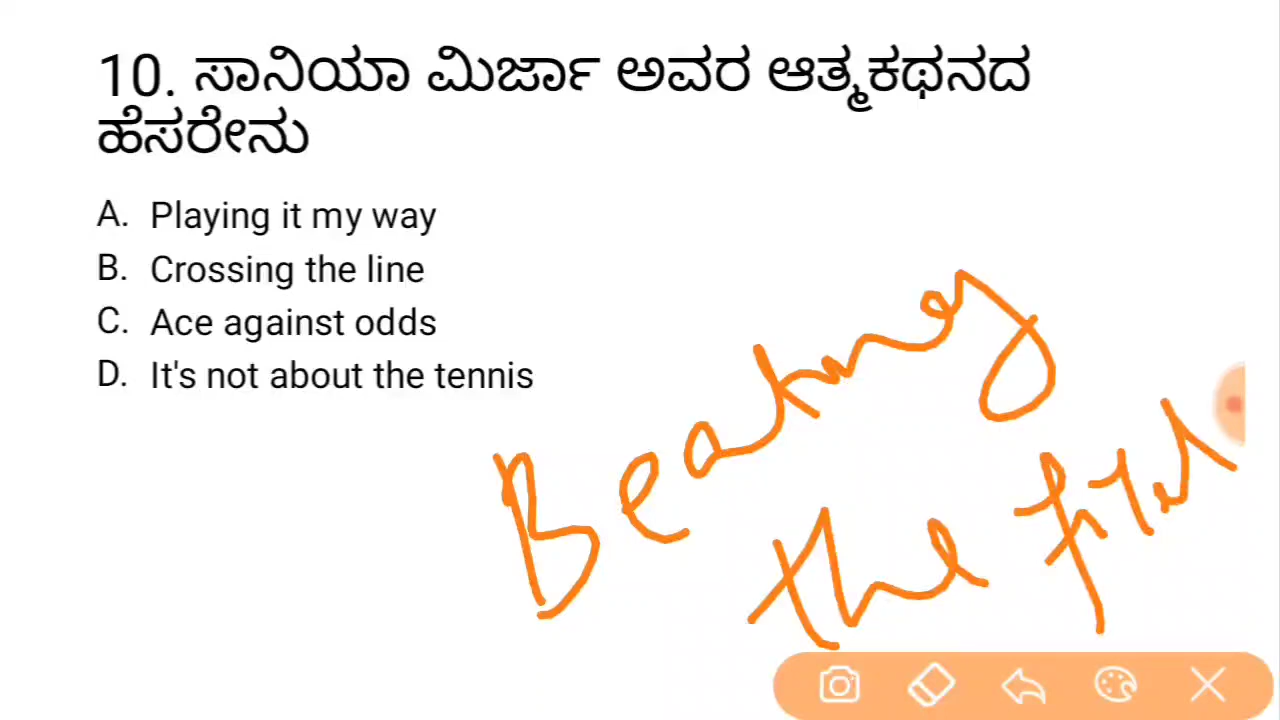 10. ಸಾನಿಯಾ ಮಿರ್ಜಾ ಅವರ ಆತ್ಮಕಥನದ
ಹೆಸರೇನು
A. Playing it my way
B. Crossing the line
C. Ace against odds
D. It's not about the tennis
Beating
the